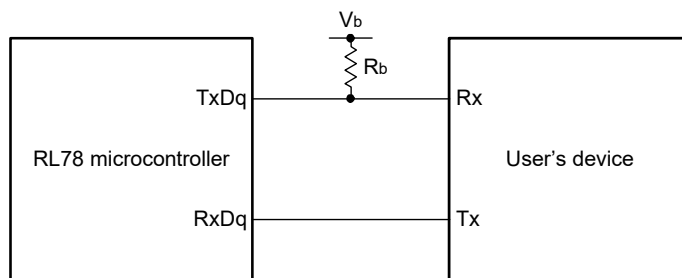 Vb
Rb
TxDq
Rx
RL78 microcontroller
User's device
RxDq
Tx